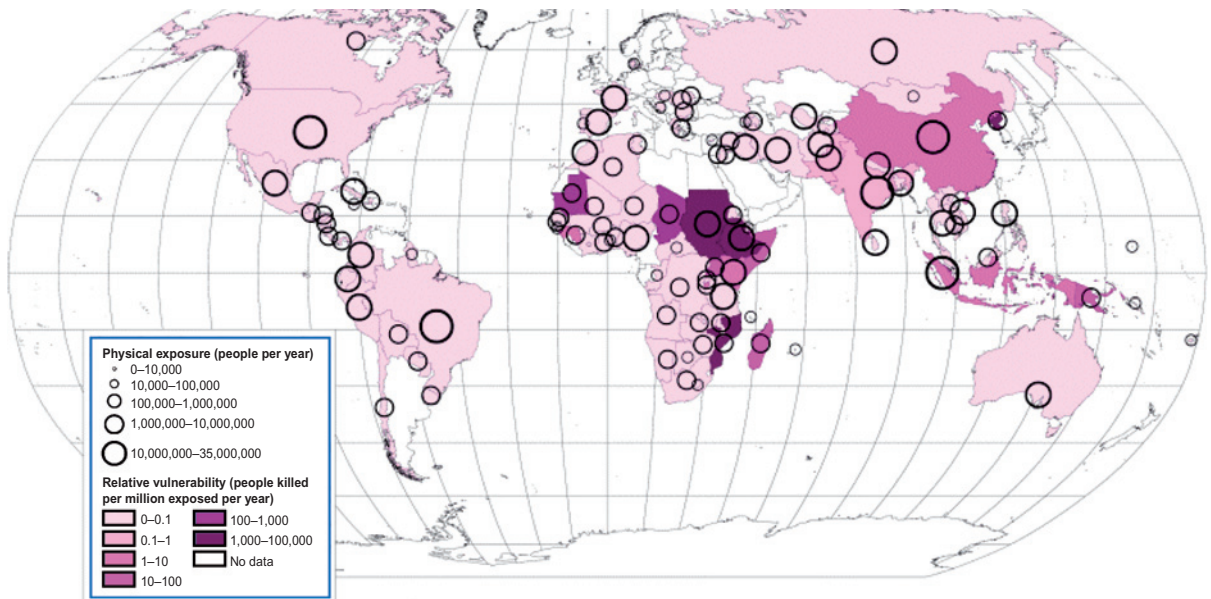 Physical exposure (people per year)
0–10,000
10,000–100,000
100,000–1,000,000
1,000,000–10,000,000
10,000,000–35,000,000
Relative vulnerability (people killed
per million exposed per year)
0–0.1
0.1–1
1–10
10–100
100–1,000
1,000–100,000
No data